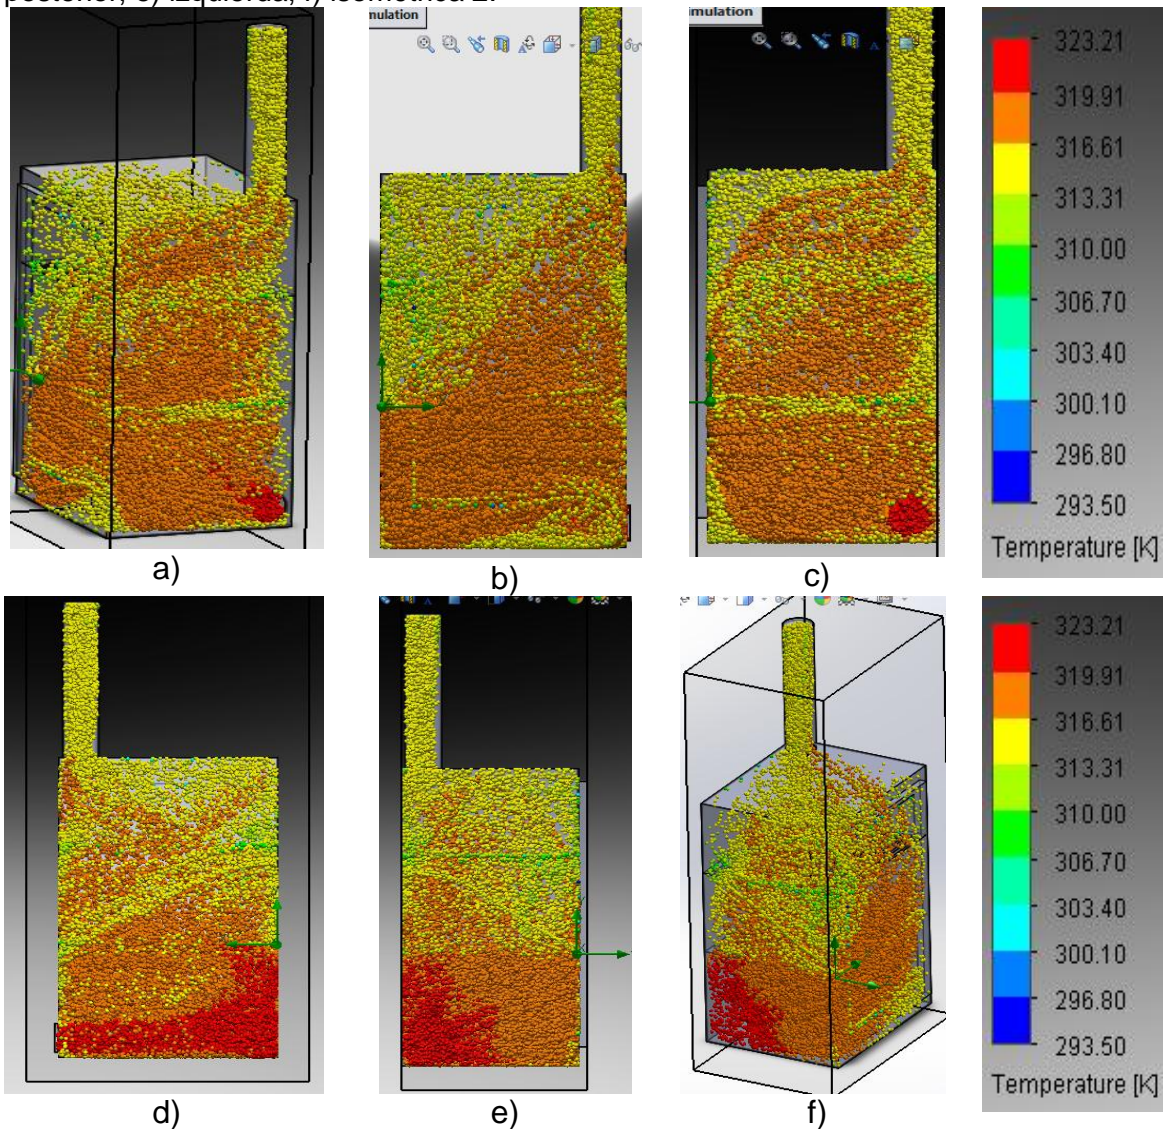 posterior, e) izquierda, f) isométrica 2.
mulation
imulation
323.21
319.91
316.61
313.31
310.00
306.70
303.40
300.10
296.80
293.50
Temperature [K]
a)
b)
c)
323.21
319.91
316.61
313.31
310.00
306.70
303.40
300.10
296.80
293.50
Temperature [K]
d)
e)
f)